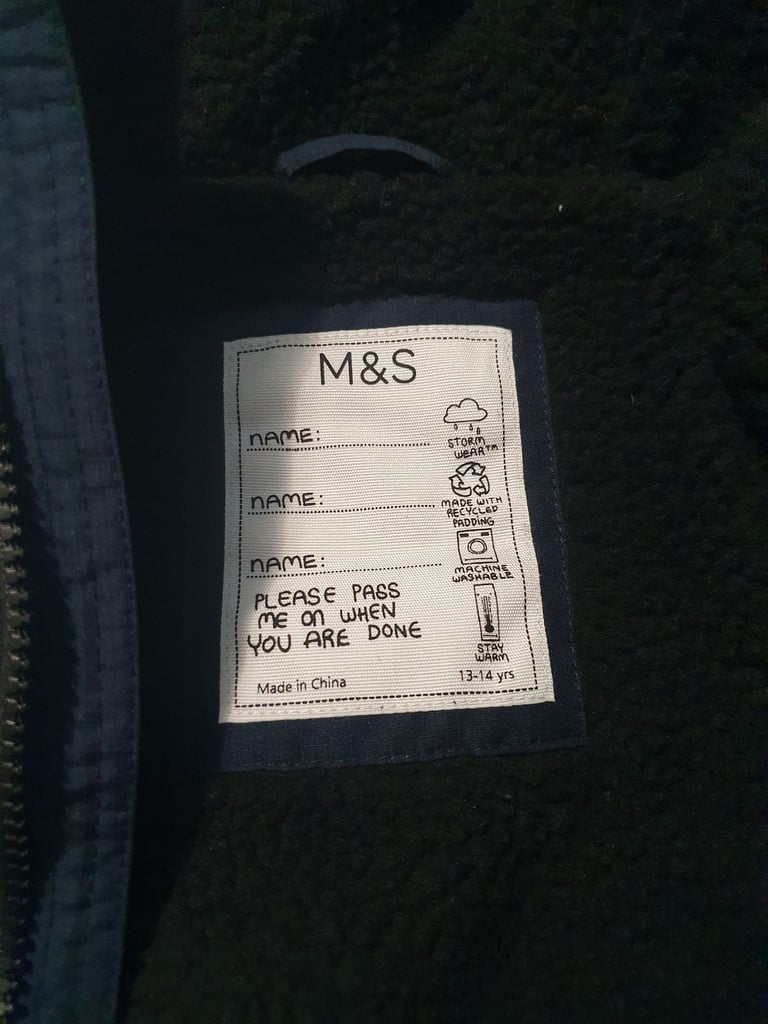 M&S
NAME:
NAME:
NAME:
PLEASE PASS
ME ON WHEN
YOU ARE DONE
Made in China
STORM
WEAR™
MADE WITH
RECYCLED
PADDING
MACHINE
WASHABLE
STAY
WARM
13-14 yrs